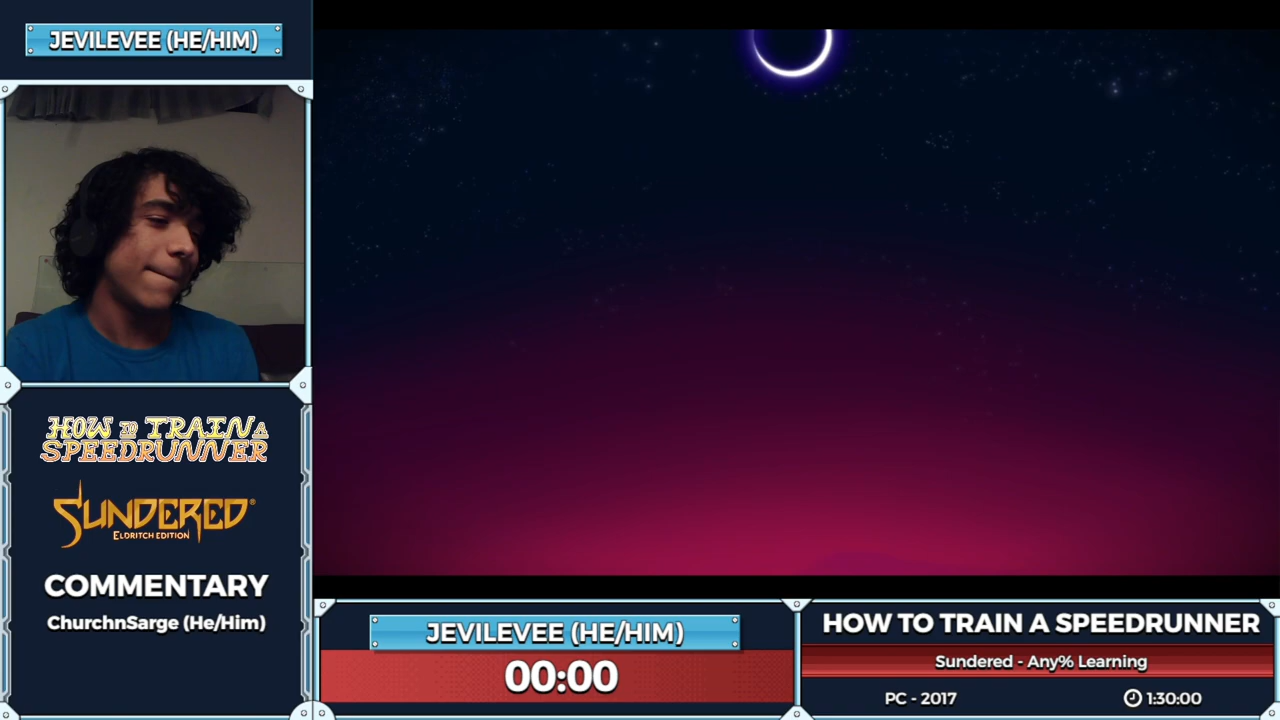 JEVILEVEE (HE/HIM)
HOW TO TRAIN A
SPEEDRUNNER
SUNDERED®
ELDRITCH EDITION
COMMENTARY
ChurchnSarge (He/Him)
JEVILEVEE (HE/HIM)
00:00
HOW TO TRAIN A SPEEDRUNNER
Sundered - Any% Learning
PC - 2017
1:30:00